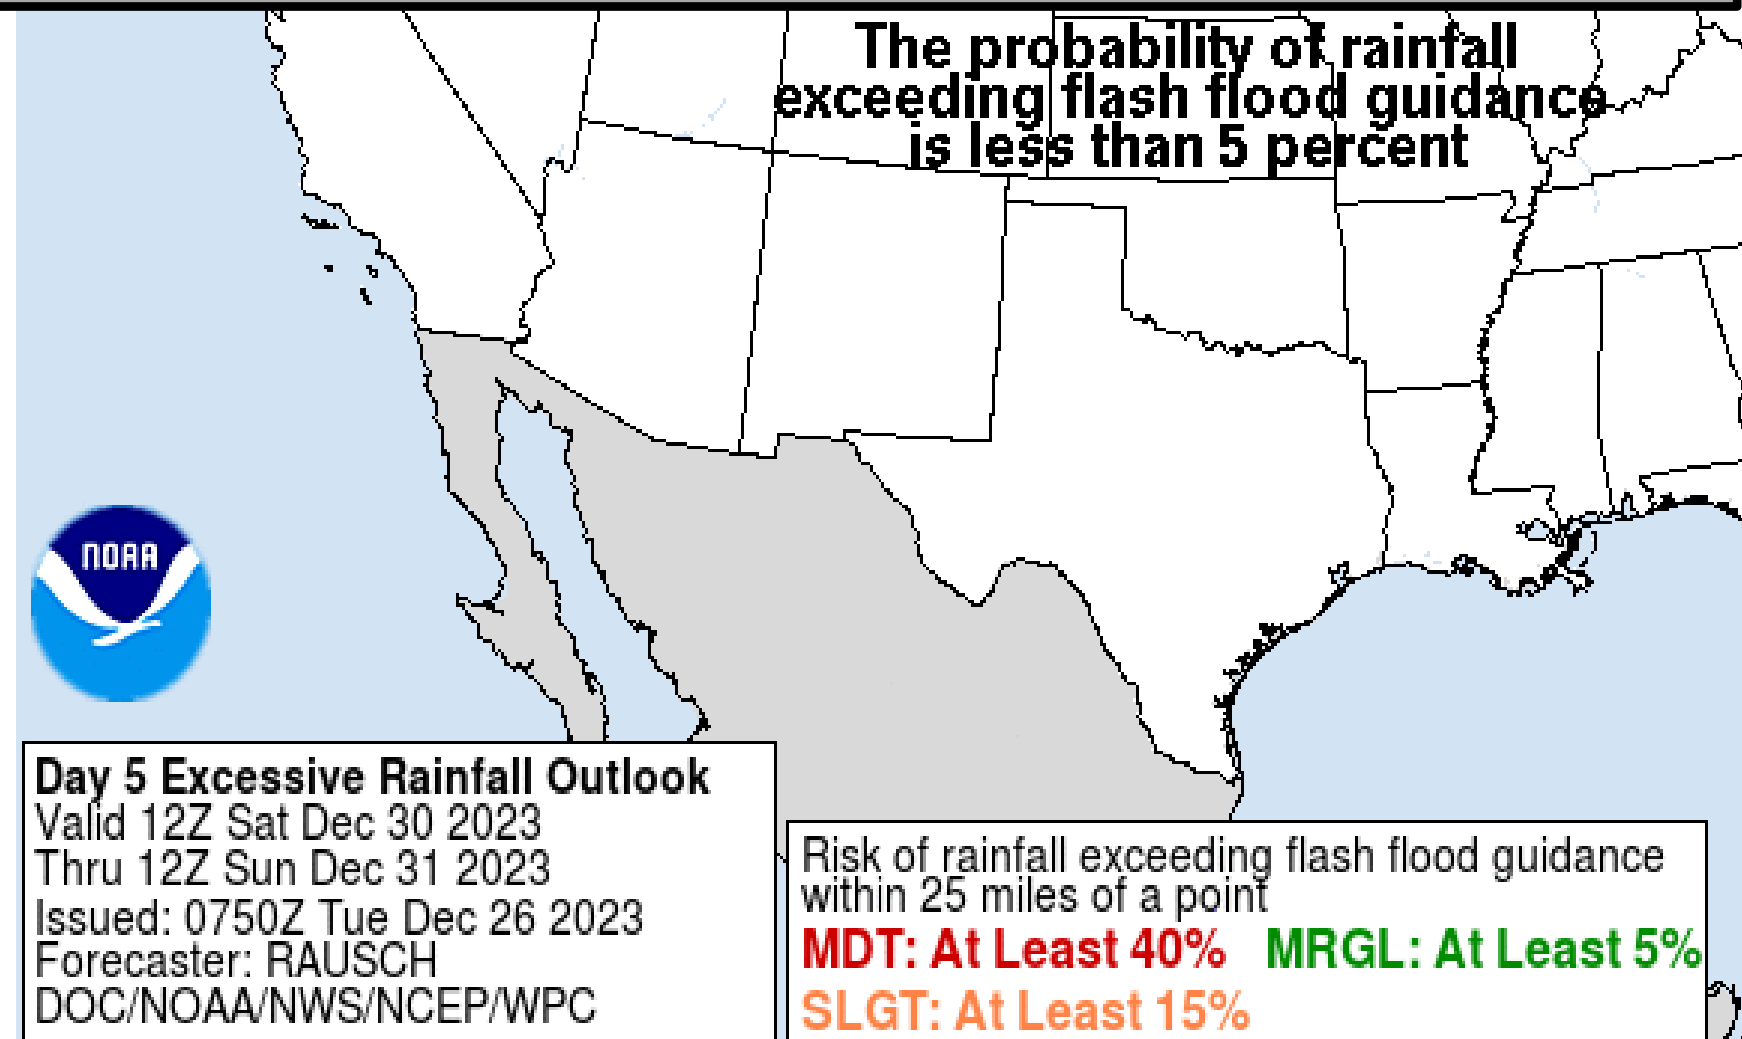 The probability of rainfall
exceeding flash flood guidance
is less than 5 percent
NOAA
Day 5 Excessive Rainfall Outlook
Valid 12Z Sat Dec 30 2023
Thru 12Z Sun Dec 31 2023
Issued: 0750Z Tue Dec 26 2023
Forecaster: RAUSCH
DOC/NOAA/NWS/NCEP/WPC
Risk of rainfall exceeding flash flood guidance
within 25 miles of a point
MDT: At Least 40% MRGL: At Least 5%
SLGT: At Least 15%